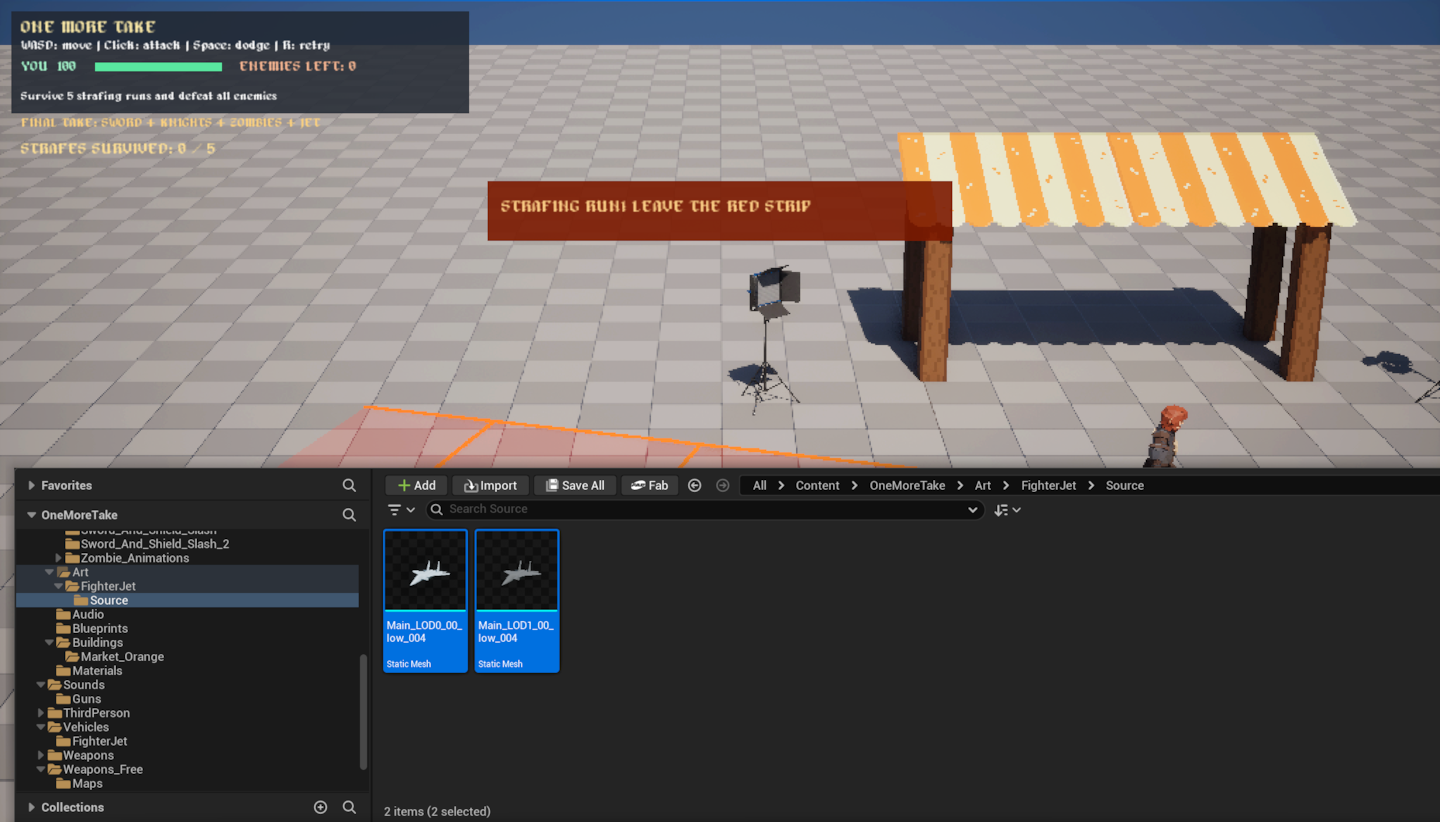 ONE MORE TAKE
WASD: move | Click: attack | Space: dodge | R: retry
YOU 100 ENEMIES LEFT: 0
Survive 5 strafing runs and defeat all enemies
FINAL TAKE: SWORD + KNIGHTS + ZOMBIES + JET
STRAFES SURVIVED: 0 / 5
STRAFING RUN! LEAVE THE RED STRIP
Favorites
OneMoreTake
Sword_And_Shield_Slash
Sword_And_Shield_Slash_2
Zombie_Animations
Art
FighterJet
Source
Audio
Blueprints
Buildings
Market_Orange
Materials
Sounds
Guns
ThirdPerson
Vehicles
FighterJet
Weapons
Weapons_Free
Maps
Collections
Add Import Save All Fab All Content OneMoreTake Art FighterJet Source
Search Source
Main_LOD0_00_
low_004
Static Mesh
Main_LOD1_00_
low_004
Static Mesh
2 items (2 selected)